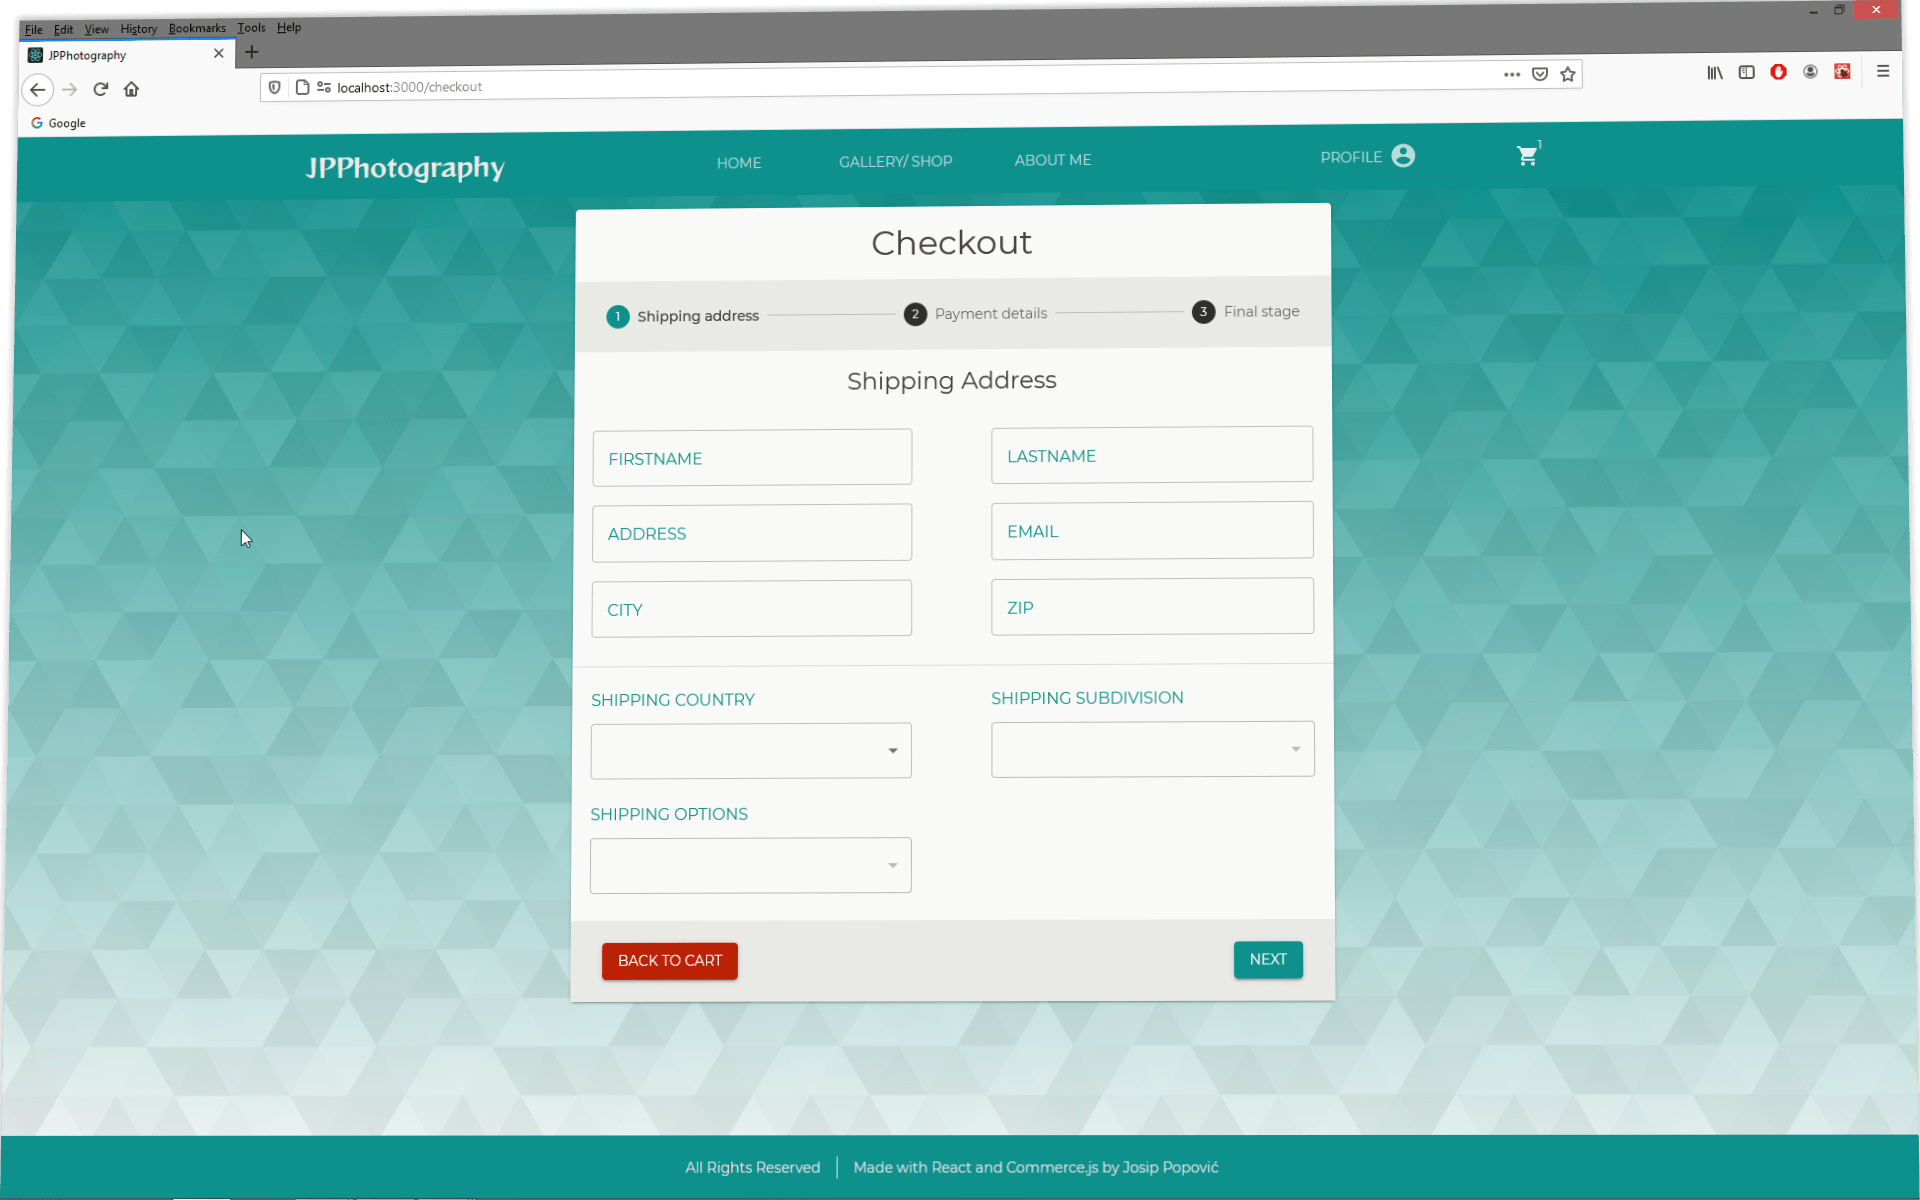 File Edit View History Bookmarks Tools Help
JPPhotography
localhost:3000/checkout
Google
JPPhotography HOME GALLERY/ SHOP ABOUT ME PROFILE 1
Checkout
1 Shipping address 2 Payment details 3 Final stage
Shipping Address
FIRSTNAME LASTNAME
ADDRESS EMAIL
CITY ZIP
SHIPPING COUNTRY SHIPPING SUBDIVISION
SHIPPING OPTIONS
BACK TO CART NEXT
All Rights Reserved Made with React and Commerce.js by Josip Popović